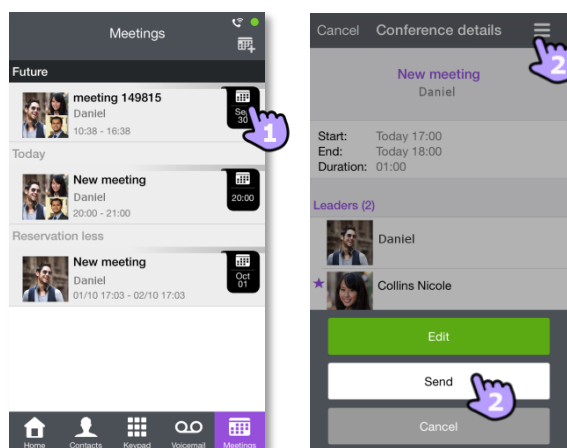 Meetings
Future
meeting 149815
Daniel
10:38 - 16:38
30
1
Today
New meeting
Daniel
20:00 - 21:00
20:00
Reservation less
New meeting
Daniel
01/10 17:03 - 02/10 17:03
Oct
01
Home
Contacts
Keypad
Voicemail
Meetings
Cancel
Conference details
2
New meeting
Daniel
Start: Today 17:00
End: Today 18:00
Duration: 01:00
Leaders (2)
Daniel
Collins Nicole
Edit
Send
2
Cancel